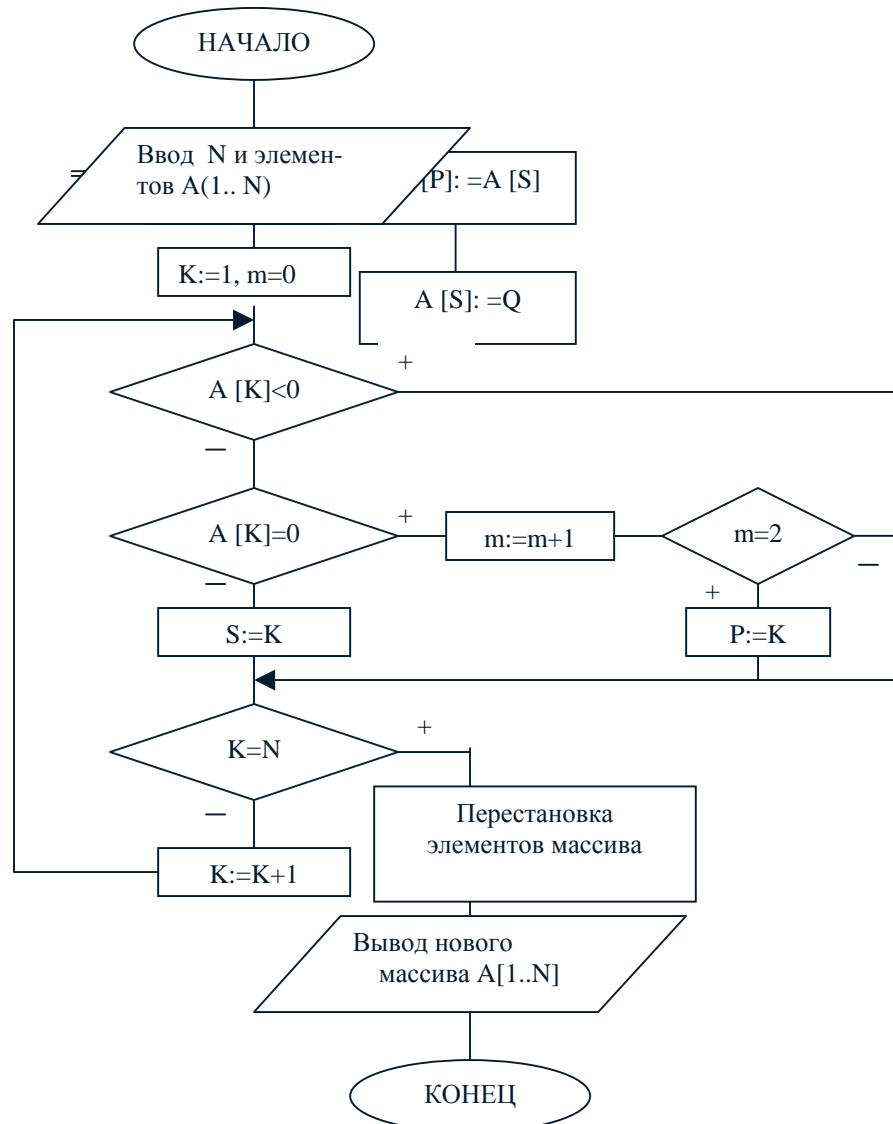 НАЧАЛО
Ввод N и элемен-
тов A(1.. N)
[P]: =A [S]
K:=1, m=0
A [S]: =Q
+
A [K]<0
—
A [K]=0
+
m:=m+1
m=2
—
—
+
S:=K
P:=K
+
K=N
—
Перестановка
элементов массива
K:=K+1
Вывод нового
массива A[1..N]
КОНЕЦ